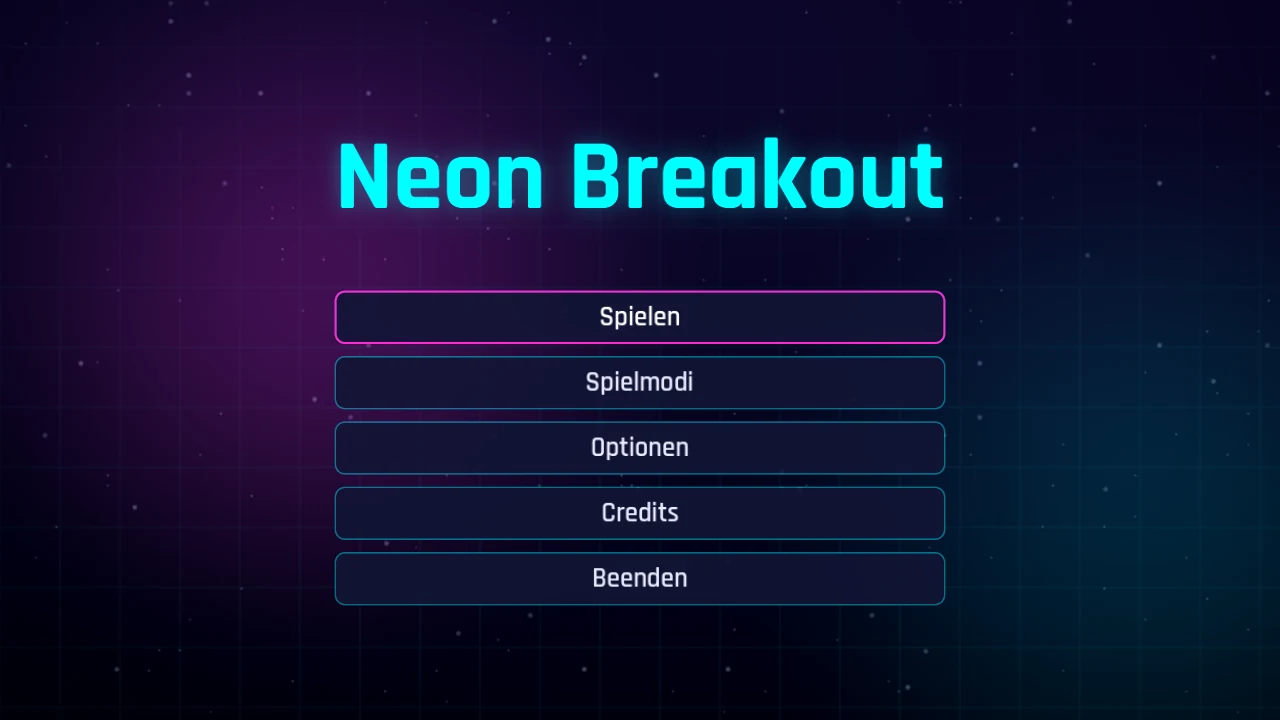 Neon Breakout
Spielen
Spielmodi
Optionen
Credits
Beenden